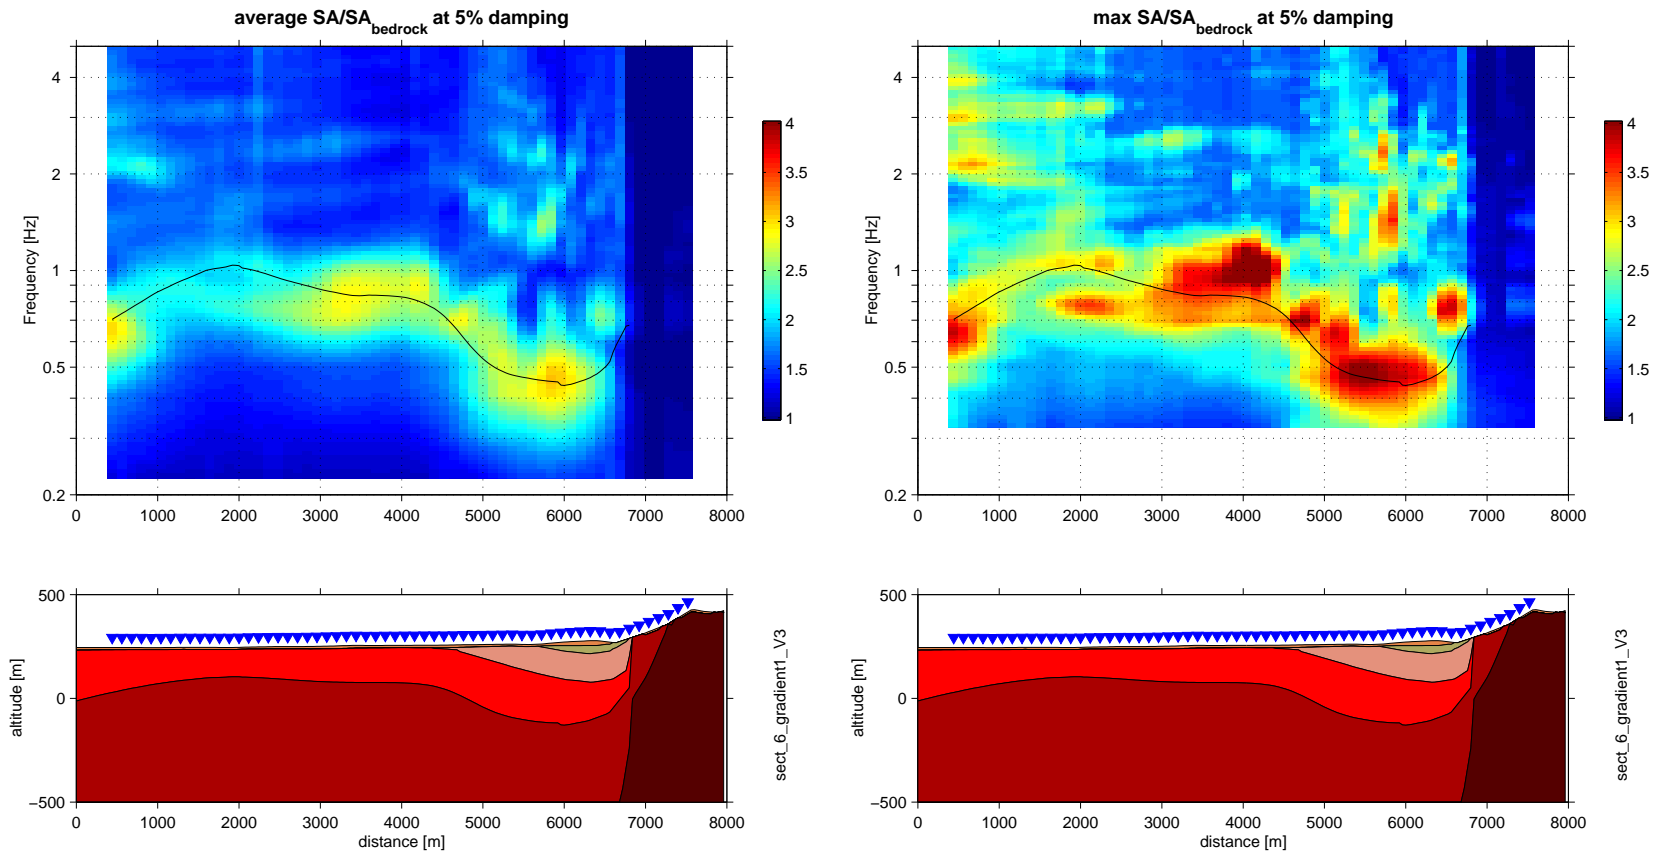 average SA/SAbedrock at 5% damping
4
2
1
0.5
0.2
Frequency [Hz]
0 1000 2000 3000 4000 5000 6000 7000 8000
4
3.5
3
2.5
2
1.5
1
max SA/SAbedrock at 5% damping
4
2
1
0.5
0.2
Frequency [Hz]
0 1000 2000 3000 4000 5000 6000 7000 8000
4
3.5
3
2.5
2
1.5
1
500
0
−500
altitude [m]
0 1000 2000 3000 4000 5000 6000 7000 8000
distance [m]
sect_6_gradient1_V3
500
0
−500
altitude [m]
0 1000 2000 3000 4000 5000 6000 7000 8000
distance [m]
sect_6_gradient1_V3